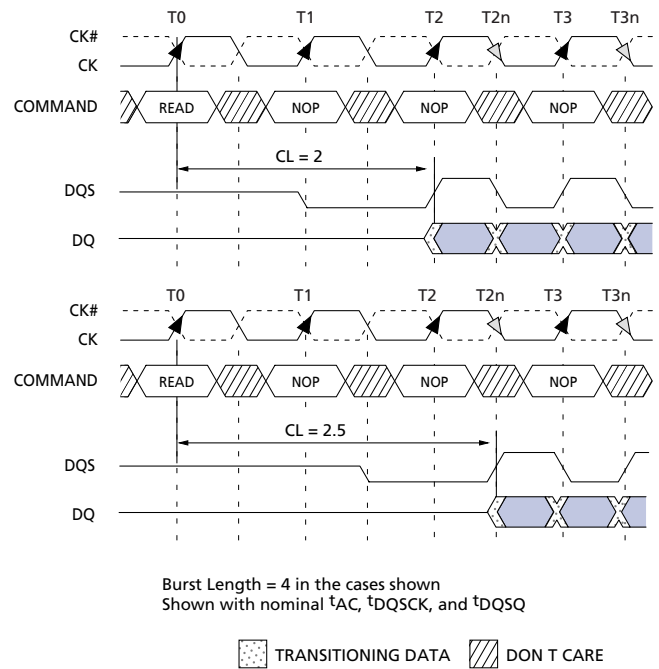 T0 T1 T2 T2n T3 T3n
CK#
CK
COMMAND READ NOP NOP NOP
CL = 2
DQS
DQ
T0 T1 T2 T2n T3 T3n
CK#
CK
COMMAND READ NOP NOP NOP
CL = 2.5
DQS
DQ
Burst Length = 4 in the cases shown
Shown with nominal tAC, tDQSCK, and tDQSQ
TRANSITIONING DATA DON T CARE